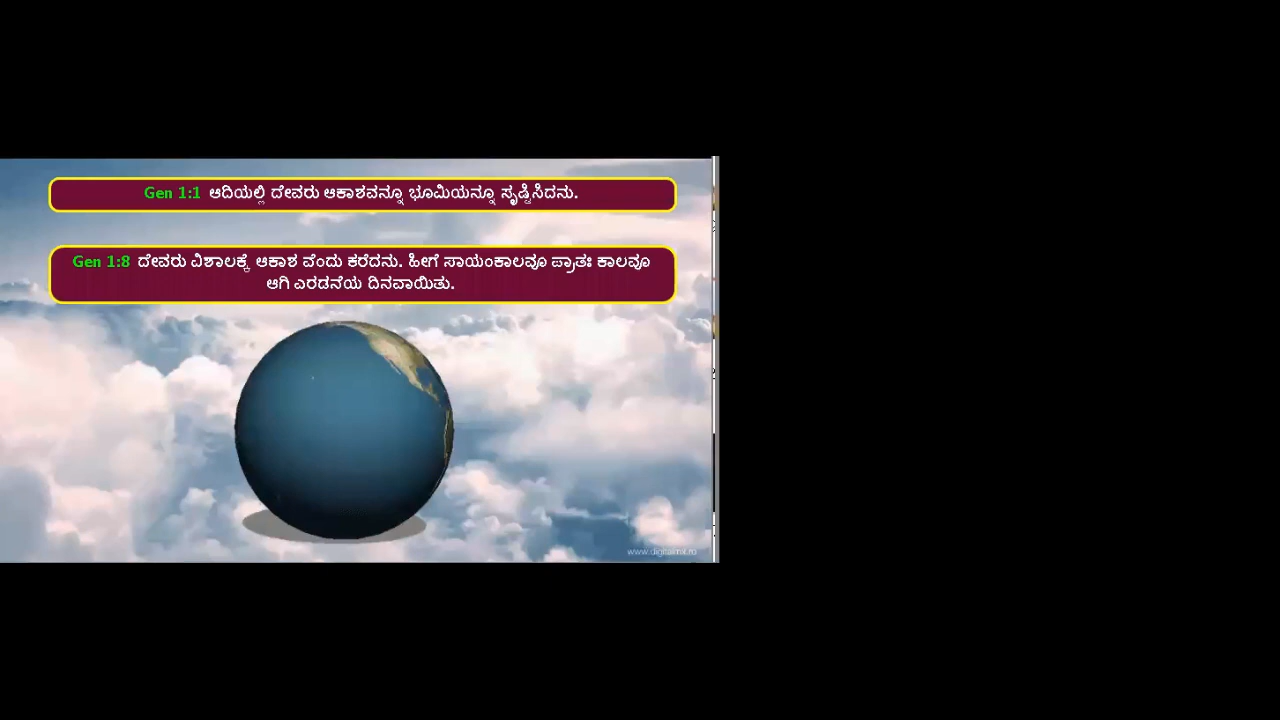 Gen 1:1 ಆದಿಯಲ್ಲಿ ದೇವರು ಆಕಾಶವನ್ನೂ ಭೂಮಿಯನ್ನೂ ಸೃಷ್ಟಿಸಿದನು.
Gen 1:8 ದೇವರು ವಿಶಾಲಕ್ಕೆ ಆಕಾಶ ವೆಂದು ಕರೆದನು. ಹೀಗೆ ಸಾಯಂಕಾಲವೂ ಪ್ರಾತಃ ಕಾಲವೂ
ಆಗಿ ಎರಡನೆಯ ದಿನವಾಯಿತು.